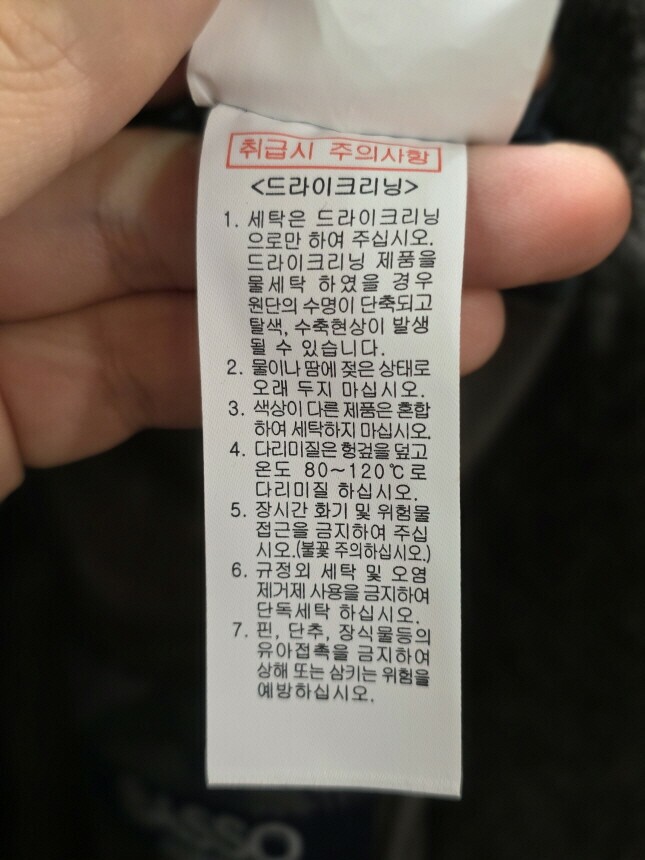 취급시 주의사항
<드라이크리닝>
1. 세탁은 드라이크리닝
으로만 하여 주십시오.
드라이크리닝 제품을
물세탁 하였을 경우
원단의 수명이 단축되고
탈색, 수축현상이 발생
될 수 있습니다.
2. 물이나 땀에 젖은 상태로
오래 두지 마십시오.
3. 색상이 다른 제품은 혼합
하여 세탁하지 마십시오.
4. 다리미질은 헝겊을 덮고
온도 80~120℃로
다리미질 하십시오.
5. 장시간 화기 및 위험물
접근을 금지하여 주십
시오.(불꽃 주의하십시오.)
6. 규정외 세탁 및 오염
제거제 사용을 금지하여
단독세탁 하십시오.
7. 핀, 단추, 장식물등의
유아접촉을 금지하여
상해 또는 삼키는 위험을
예방하십시오.